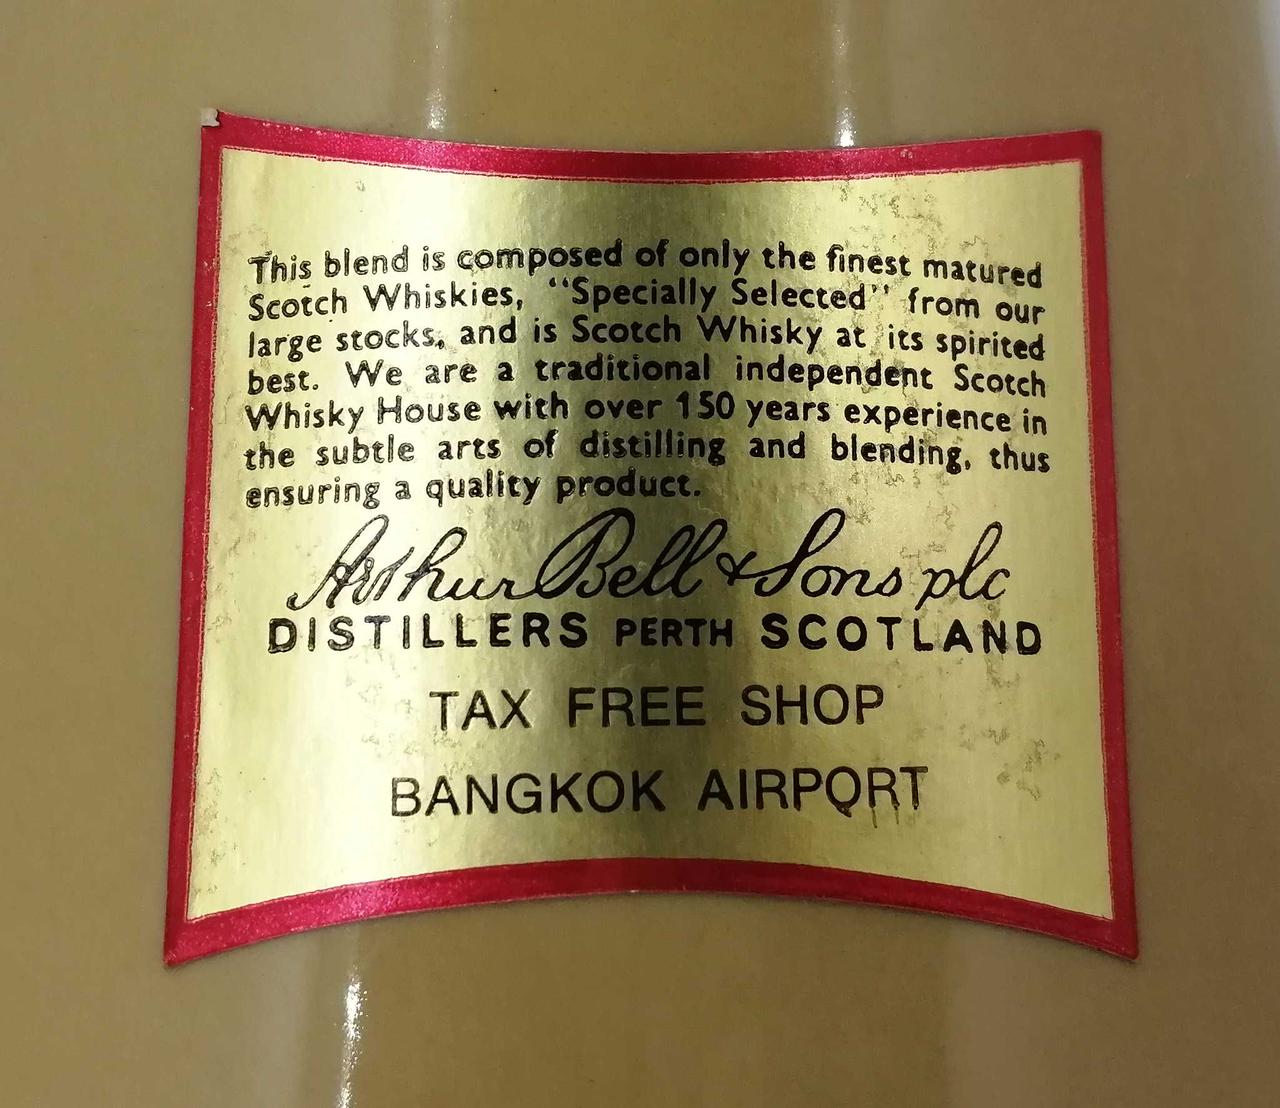 This blend is composed of only the finest matured
Scotch Whiskies, "Specially Selected" from our
large stocks, and is Scotch Whisky at its spirited
best. We are a traditional independent Scotch
Whisky House with over 150 years experience in
the subtle arts of distilling and blending, thus
ensuring a quality product.
Arthur Bell & Sons plc
DISTILLERS PERTH SCOTLAND
TAX FREE SHOP
BANGKOK AIRPORT